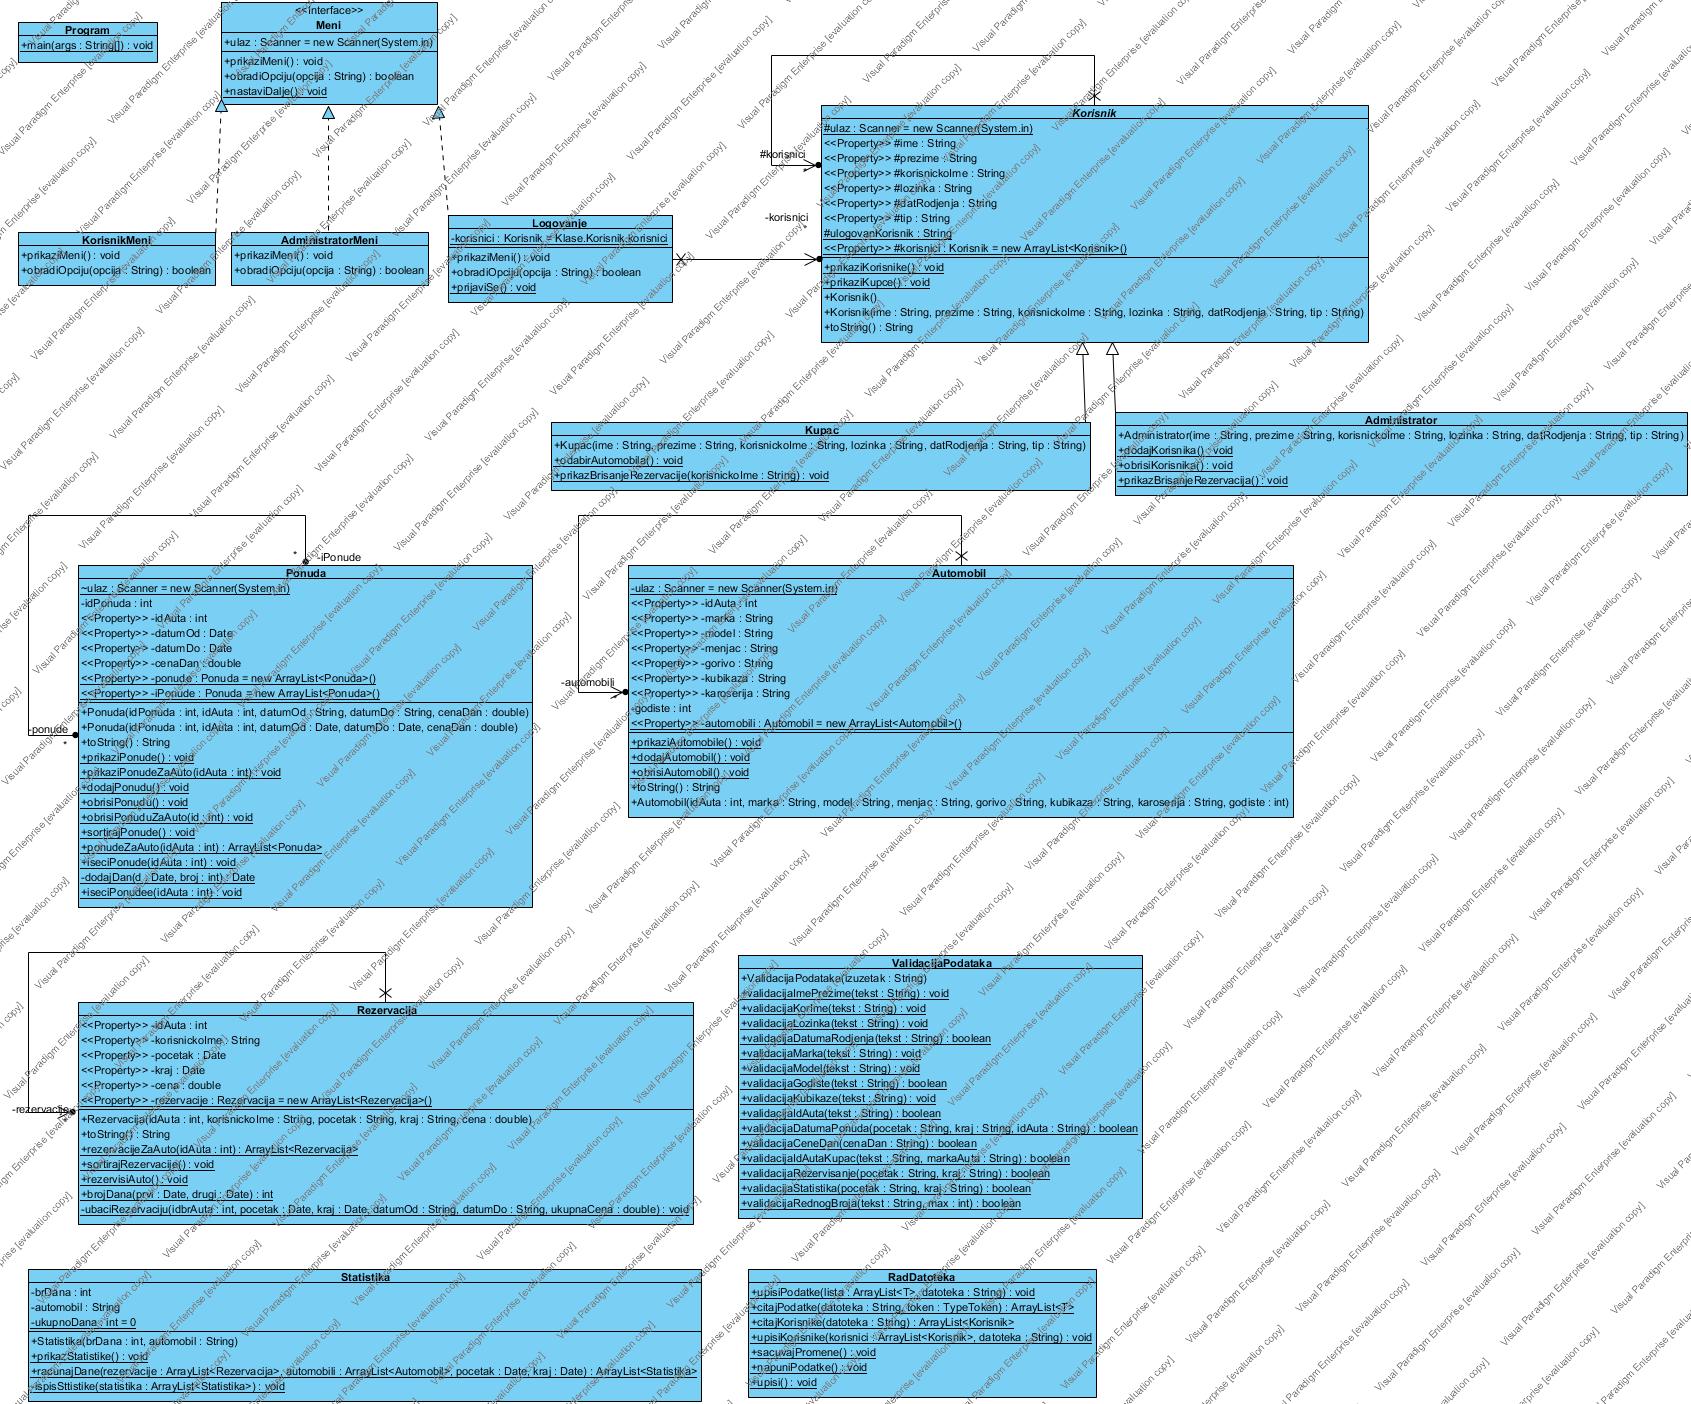 Program
+main(args : String[]) : void
<<Interface>>
Meni
+ulaz : Scanner = new Scanner(System.in)
+prikaziMeni() : void
+obradiOpciju(opcija : String) : boolean
+nastaviDalje() : void
KorisnikMeni
+prikaziMeni() : void
+obradiOpciju(opcija : String) : boolean
AdministratorMeni
+prikaziMeni() : void
+obradiOpciju(opcija : String) : boolean
Logovanje
-korisnici : Korisnik = Klase.Korisnik.korisnici
+prikaziMeni() : void
+obradiOpciju(opcija : String) : boolean
+prijaviSe() : void
#korisnici
*
-korisnici
*
Korisnik
#ulaz : Scanner = new Scanner(System.in)
<<Property>> #ime : String
<<Property>> #prezime : String
<<Property>> #korisnickoIme : String
<<Property>> #lozinka : String
<<Property>> #datRodjenja : String
<<Property>> #tip : String
#ulogovanKorisnik : String
<<Property>> #korisnici : Korisnik = new ArrayList<Korisnik>()
+prikaziKorisnike() : void
+prikaziKupce() : void
+Korisnik()
+Korisnik(ime : String, prezime : String, korisnickoIme : String, lozinka : String, datRodjenja : String, tip : String)
+toString() : String
Kupac
+Kupac(ime : String, prezime : String, korisnickoIme : String, lozinka : String, datRodjenja : String, tip : String)
+odabirAutomobila() : void
+prikazBrisanjeRezervacije(korisnickoIme : String) : void
Administrator
+Administrator(ime : String, prezime : String, korisnickoIme : String, lozinka : String, datRodjenja : String, tip : String)
+dodajKorisnika() : void
+obrisiKorisnika() : void
+prikazBrisanjeRezervacija() : void
*
-iPonude
-ponude
*
Ponuda
~ulaz : Scanner = new Scanner(System.in)
-idPonuda : int
<<Property>> -idAuta : int
<<Property>> -datumOd : Date
<<Property>> -datumDo : Date
<<Property>> -cenaDan : double
<<Property>> -ponude : Ponuda = new ArrayList<Ponuda>()
<<Property>> -iPonude : Ponuda = new ArrayList<Ponuda>()
+Ponuda(idPonuda : int, idAuta : int, datumOd : String, datumDo : String, cenaDan : double)
+Ponuda(idPonuda : int, idAuta : int, datumOd : Date, datumDo : Date, cenaDan : double)
+toString() : String
+prikaziPonude() : void
+prikaziPonudeZaAuto(idAuta : int) : void
+dodajPonudu() : void
+obrisiPonudu() : void
+obrisiPonuduZaAuto(id : int) : void
+sortirajPonude() : void
+ponudeZaAuto(idAuta : int) : ArrayList<Ponuda>
+iseciPonude(idAuta : int) : void
-dodajDan(d : Date, broj : int) : Date
+iseciPonudee(idAuta : int) : void
-automobili
*
Automobil
-ulaz : Scanner = new Scanner(System.in)
<<Property>> -idAuta : int
<<Property>> -marka : String
<<Property>> -model : String
<<Property>> -menjac : String
<<Property>> -gorivo : String
<<Property>> -kubikaza : String
<<Property>> -karoserija : String
-godiste : int
<<Property>> -automobili : Automobil = new ArrayList<Automobil>()
+prikaziAutomobile() : void
+dodajAutomobil() : void
+obrisiAutomobil() : void
+toString() : String
+Automobil(idAuta : int, marka : String, model : String, menjac : String, gorivo : String, kubikaza : String, karoserija : String, godiste : int)
-rezervacije
*
Rezervacija
<<Property>> -idAuta : int
<<Property>> -korisnickoIme : String
<<Property>> -pocetak : Date
<<Property>> -kraj : Date
<<Property>> -cena : double
<<Property>> -rezervacije : Rezervacija = new ArrayList<Rezervacija>()
+Rezervacija(idAuta : int, korisnickoIme : String, pocetak : String, kraj : String, cena : double)
+toString() : String
+rezervacijeZaAuto(idAuta : int) : ArrayList<Rezervacija>
+sortirajRezervacije() : void
+rezervisiAuto() : void
+brojDana(prvi : Date, drugi : Date) : int
-ubaciRezervaciju(idbrAuta : int, pocetak : Date, kraj : Date, datumOd : String, datumDo : String, ukupnaCena : double) : void
ValidacijaPodataka
+ValidacijaPodataka(izuzetak : String)
+validacijaImePrezime(tekst : String) : void
+validacijaKorIme(tekst : String) : void
+validacijaLozinka(tekst : String) : void
+validacijaDatumaRodjenja(tekst : String) : boolean
+validacijaMarka(tekst : String) : void
+validacijaModel(tekst : String) : void
+validacijaGodiste(tekst : String) : boolean
+validacijaKubikaze(tekst : String) : void
+validacijaIdAuta(tekst : String) : boolean
+validacijaDatumaPonuda(pocetak : String, kraj : String, idAuta : String) : boolean
+validacijaCeneDan(cenaDan : String) : boolean
+validacijaIdAutaKupac(tekst : String, markaAuta : String) : boolean
+validacijaRezervisanje(pocetak : String, kraj : String) : boolean
+validacijaStatistika(pocetak : String, kraj : String) : boolean
+validacijaRednogBroja(tekst : String, max : int) : boolean
Statistika
-brDana : int
-automobil : String
-ukupnoDana : int = 0
+Statistika(brDana : int, automobil : String)
+prikazStatistike() : void
+racunajDane(rezervacije : ArrayList<Rezervacija>, automobili : ArrayList<Automobil>, pocetak : Date, kraj : Date) : ArrayList<Statistika>
-ispisSttistike(statistika : ArrayList<Statistika>) : void
RadDatoteka
+upisiPodatke(lista : ArrayList<T>, datoteka : String) : void
+citajPodatke(datoteka : String, token : TypeToken) : ArrayList<T>
+citajKorisnike(datoteka : String) : ArrayList<Korisnik>
+upisiKorisnike(korisnici : ArrayList<Korisnik>, datoteka : String) : void
+sacuvajPromene() : void
+napuniPodatke() : void
+upisi() : void